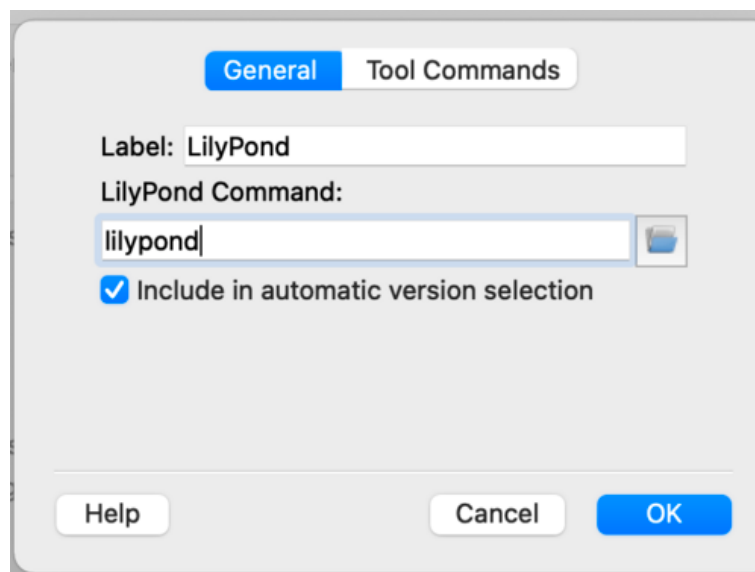 General Tool Commands
Label: LilyPond
LilyPond Command:
lilypond
Include in automatic version selection
Help Cancel OK